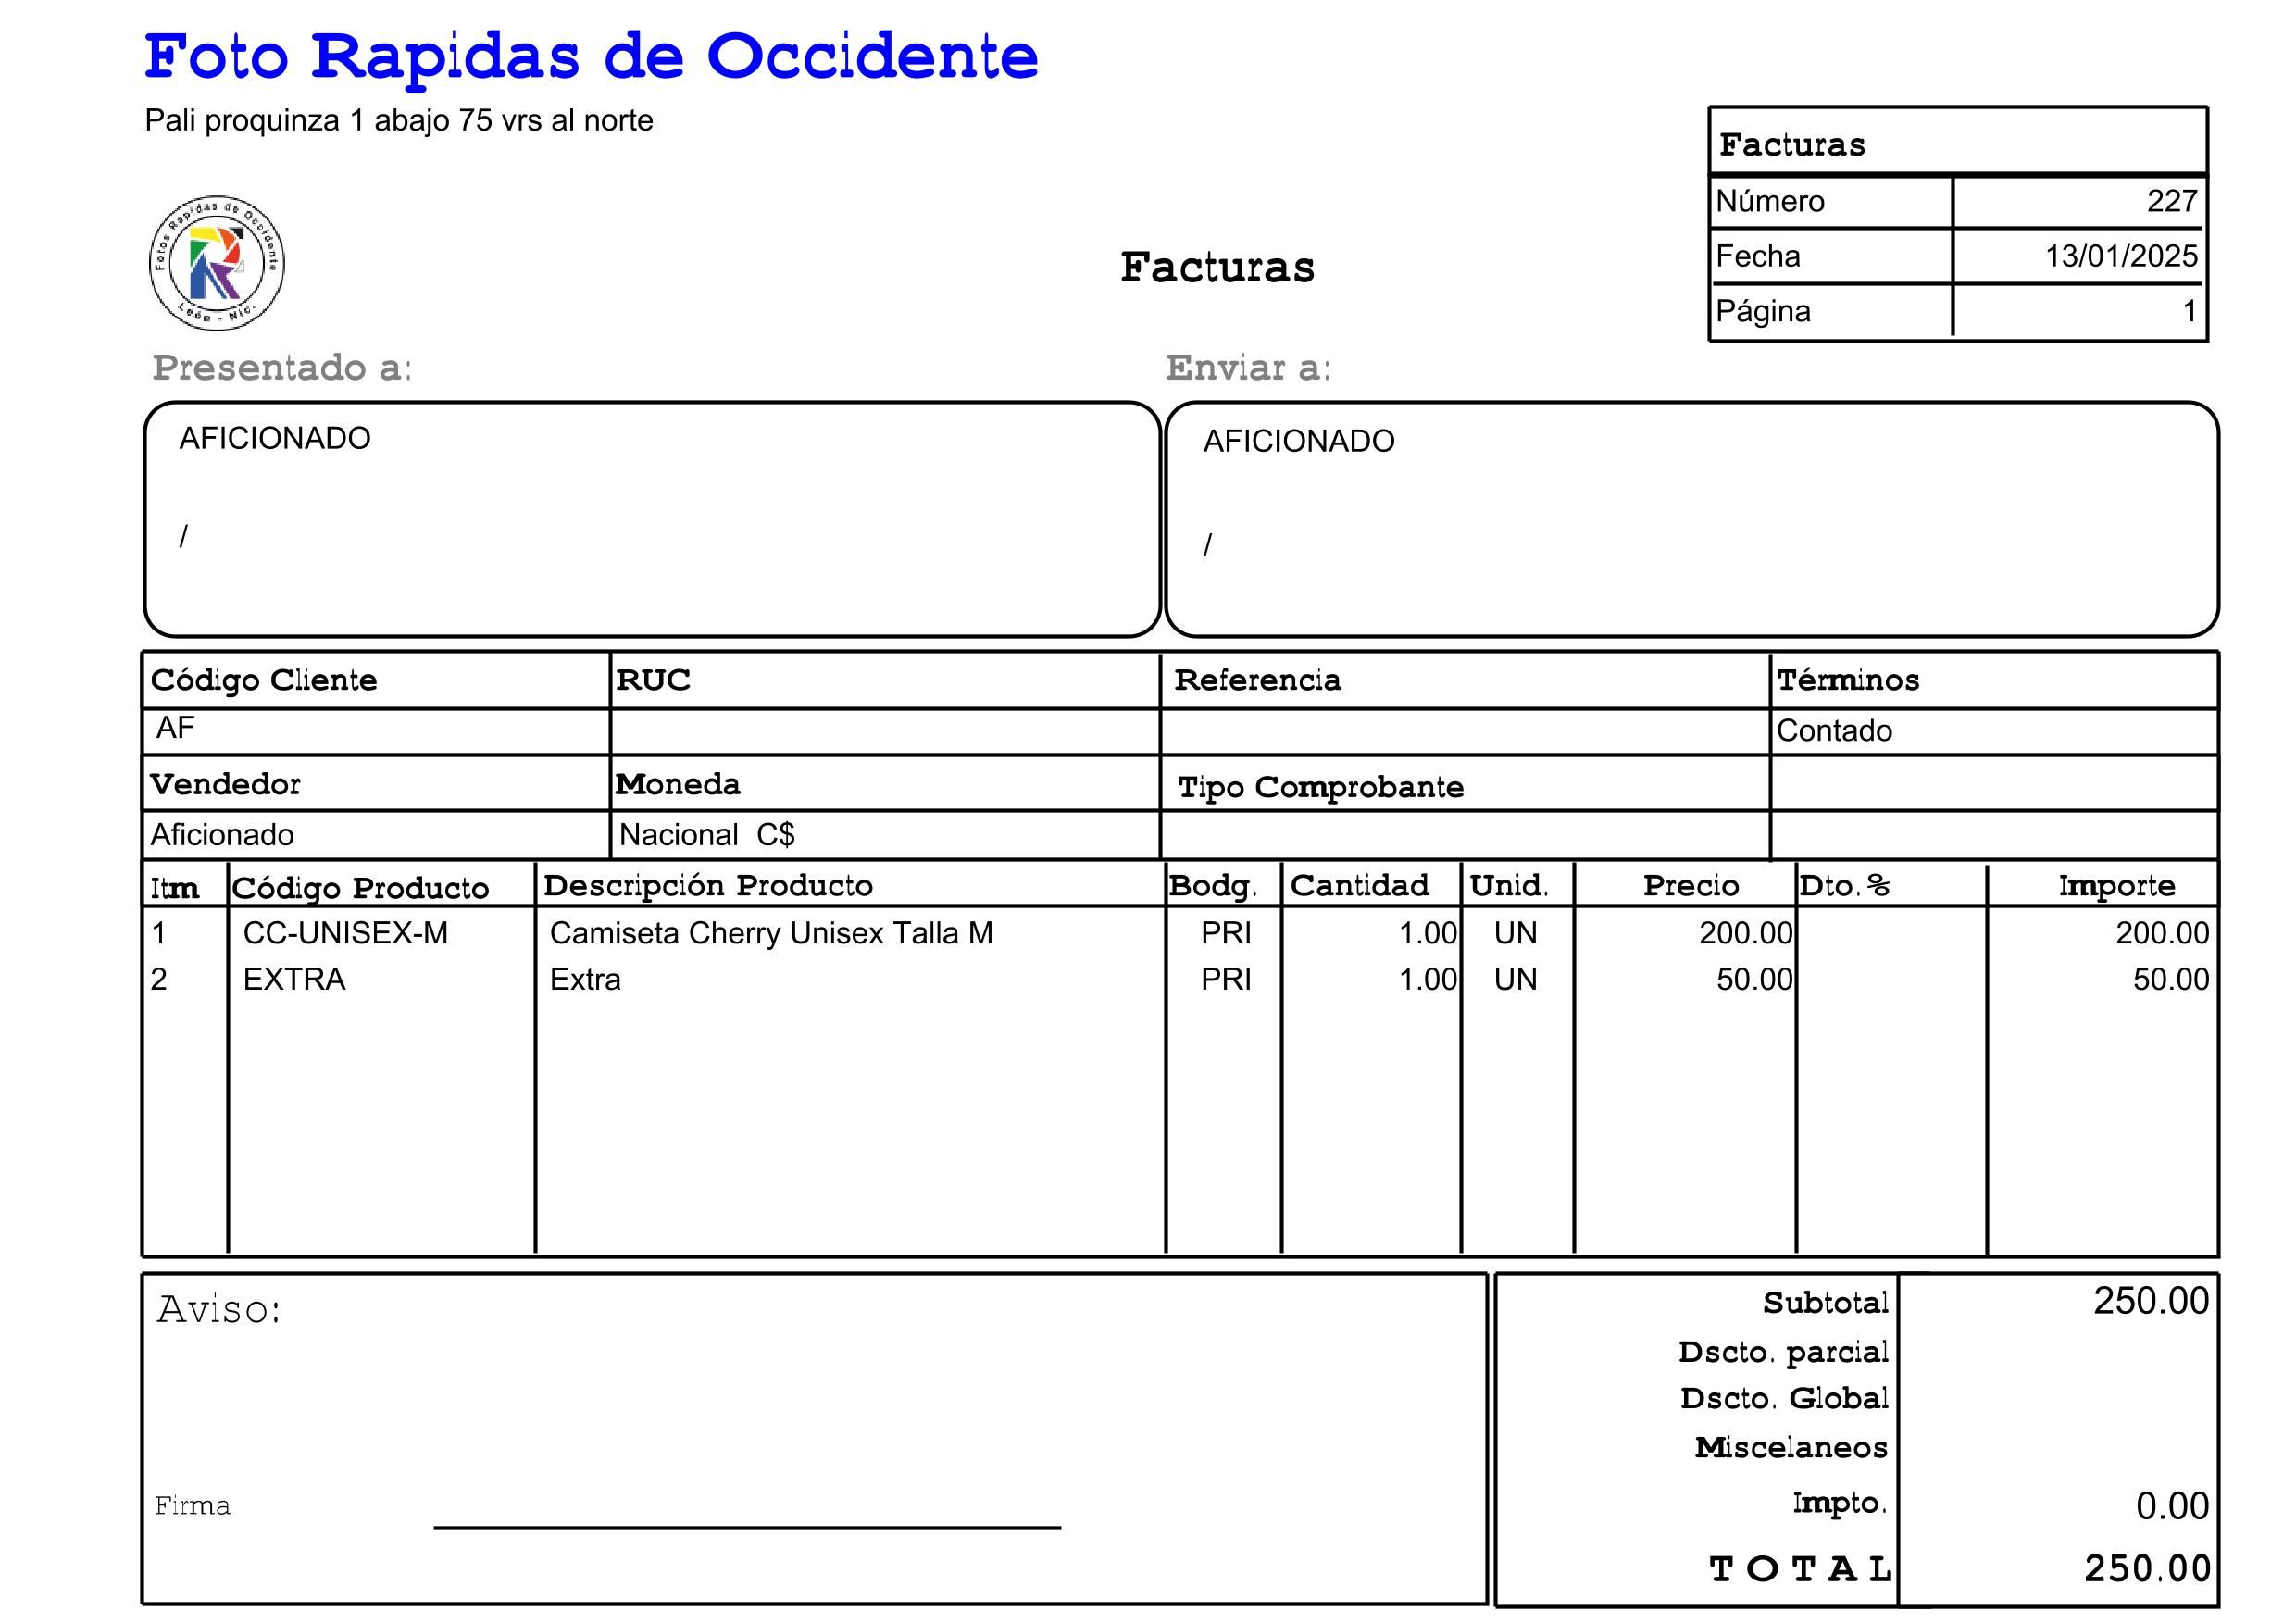 Foto Rapidas de Occidente
Pali proquinza 1 abajo 75 vrs al norte
Facturas
Número 227
Fecha 13/01/2025
Página 1
Fotos Rapidas de Occidente
León - Nic.
Facturas
Presentado a: Enviar a:
AFICIONADO AFICIONADO
/ /
Código Cliente RUC Referencia Términos
AF Contado
Vendedor Moneda Tipo Comprobante
Aficionado Nacional C$
Itm Código Producto Descripción Producto Bodg. Cantidad Unid. Precio Dto.% Importe
1 CC-UNISEX-M Camiseta Cherry Unisex Talla M PRI 1.00 UN 200.00 200.00
2 EXTRA Extra PRI 1.00 UN 50.00 50.00
Aviso:
Subtotal 250.00
Dscto. parcial
Dscto. Global
Miscelaneos
Firma
Impto. 0.00
TOTAL 250.00